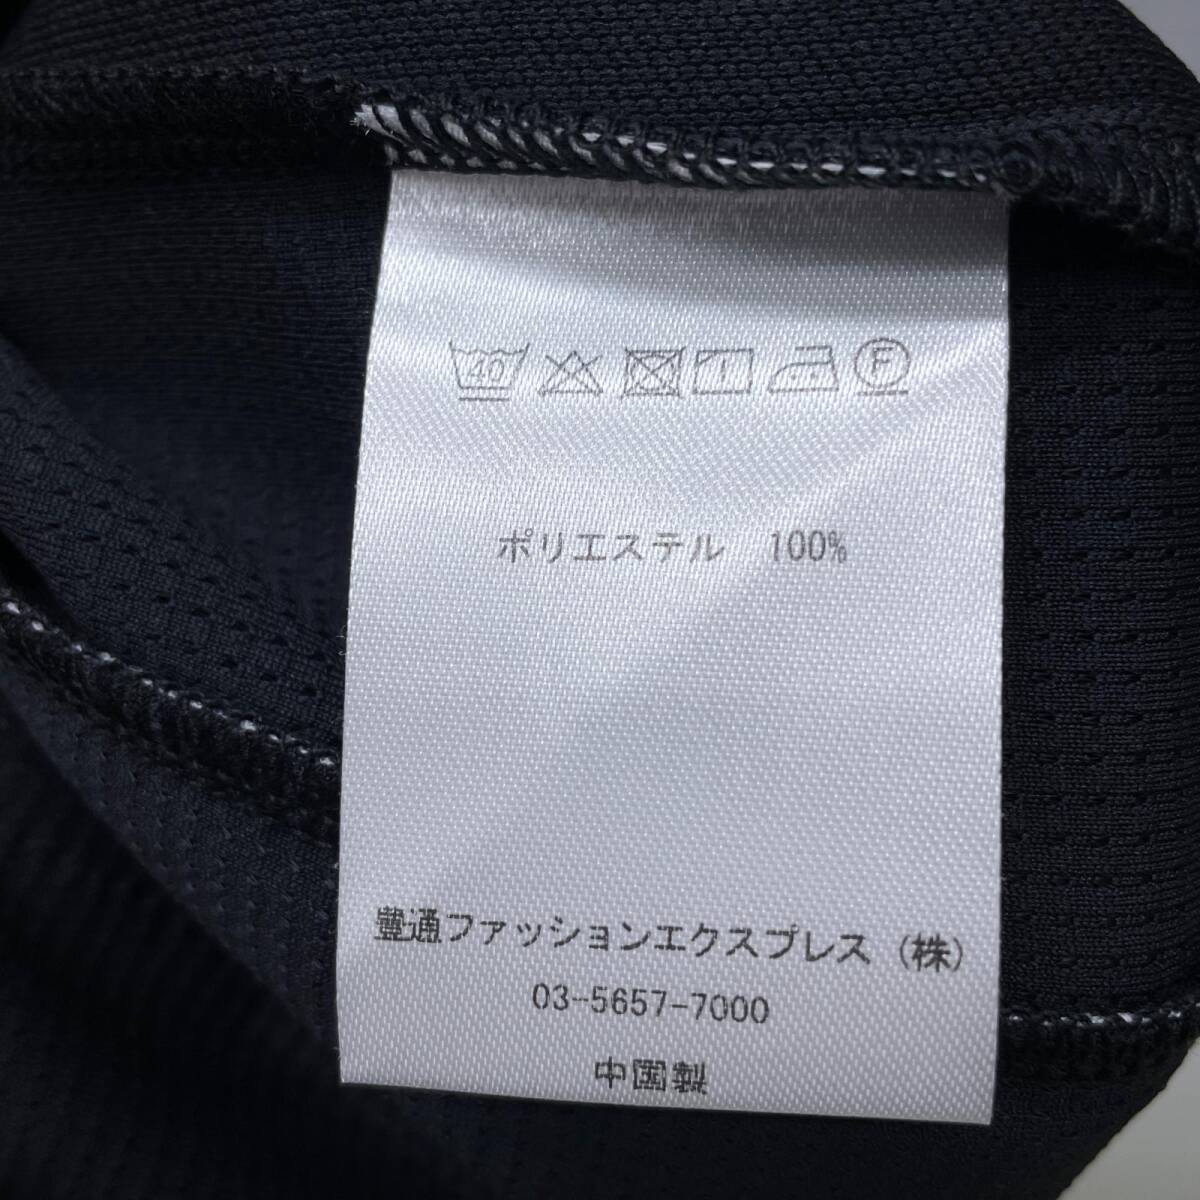 40 F
ポリエステル 100%
豊通ファッションエクスプレス（株）
03-5657-7000
中国製